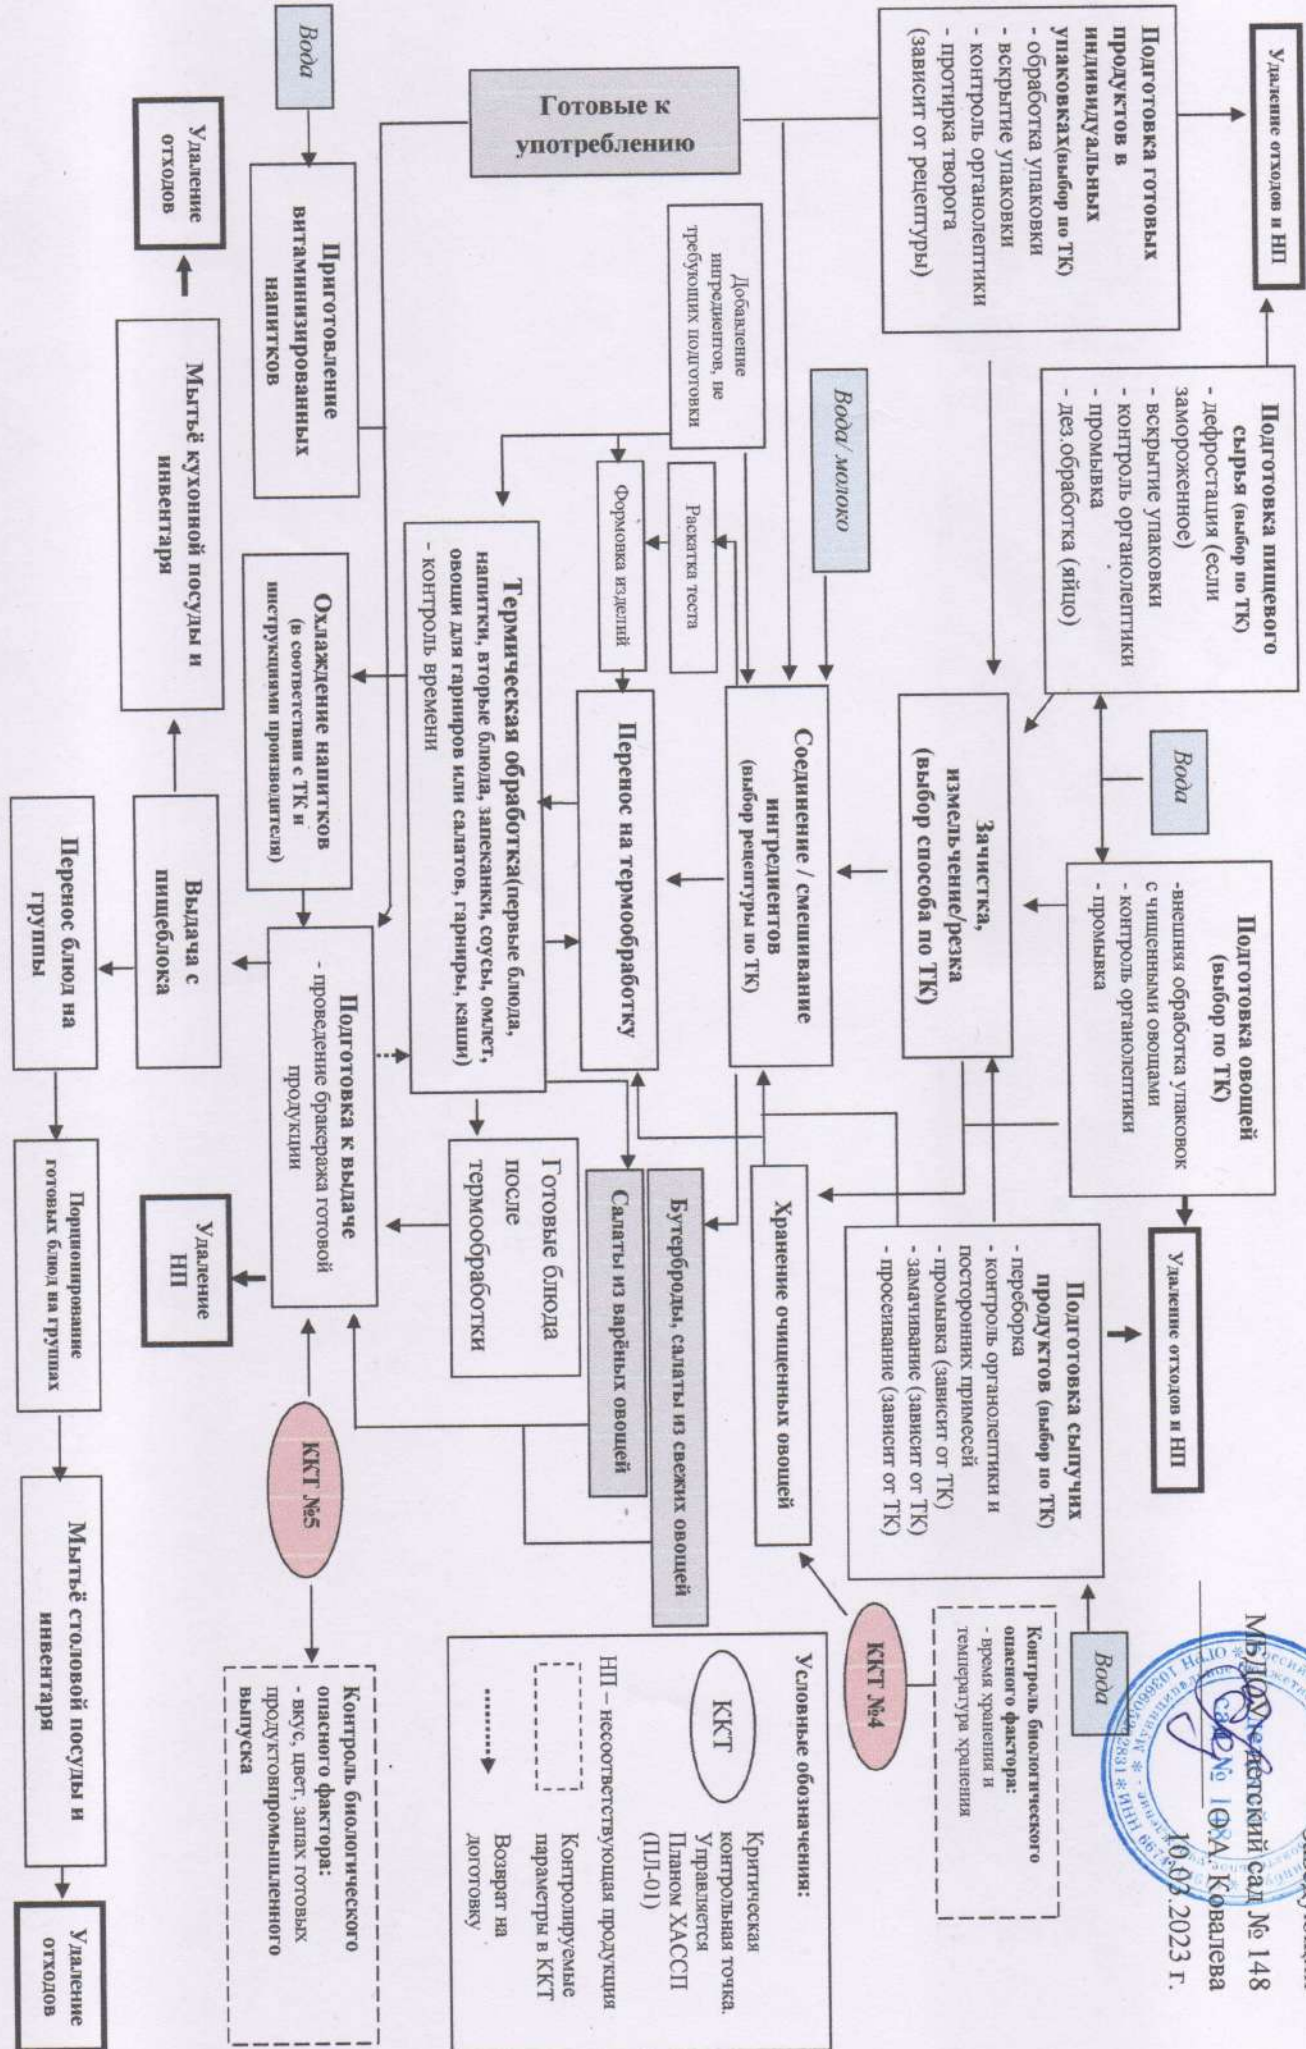 МБДОУ детский сад № 148
О.А. Ковалева
10.03.2023 г.
Удаление отходов и НП
Подготовка готовых
продуктов в
индивидуальных
упаковках(выбор по ТК)
- обработка упаковки
- вскрытие упаковки
- контроль органолептики
- протирка творога
(зависит от рецептуры)
Подготовка пищевого
сырья (выбор по ТК)
- дефростация (если
замороженное)
- вскрытие упаковки
- контроль органолептики
- промывка
- дез.обработка (яйцо)
Вода
Подготовка овощей
(выбор по ТК)
-внешняя обработка упаковок
с чищенными овощами
- контроль органолептики
- промывка
Удаление отходов и НП
Подготовка сыпучих
продуктов (выбор по ТК)
- переборка
- контроль органолептики и
посторонних примесей
- промывка (зависит от ТК)
- замачивание (зависит от ТК)
- просеивание (зависит от ТК)
Вода
Контроль биологического
опасного фактора:
- время хранения и
температура хранения
ККТ №4
Зачистка,
измельчение/резка
(выбор способа по ТК)
Хранение очищенных овощей
Готовые к
употреблению
Вода/ молоко
Добавление
ингредиентов, не
требующих подготовки
Соединение / смешивание
ингредиентов
(выбор рецептуры по ТК)
Раскатка теста
Формовка изделий
Перенос на термообработку
Бутерброды, салаты из свежих овощей
Салаты из варёных овощей
Термическая обработка(первые блюда,
напитки, вторые блюда, запеканки, соусы, омлет,
овощи для гарниров или салатов, гарниры, каши)
- контроль времени
Готовые блюда
после
термообработки
Вода
Приготовление
витаминизированных
напитков
Охлаждение напитков
(в соответствии с ТК и
инструкциями производителя)
Подготовка к выдаче
- проведение бракеража готовой
продукции
ККТ №5
Контроль биологического
опасного фактора:
- вкус, цвет, запах готовых
продуктовпромышленного
выпуска
Удаление
НП
Удаление
отходов
Мытьё кухонной посуды и
инвентаря
Выдача с
пищеблока
Перенос блюд на
группы
Порционирование
готовых блюд на группах
Мытьё столовой посуды и
инвентаря
Удаление
отходов
Условные обозначения:
ККТ
Критическая
контрольная точка.
Управляется
Планом ХАССП
(ПЛ-01)
НП – несоответствующая продукция
Контролируемые
параметры в ККТ
Возврат на
доготовку